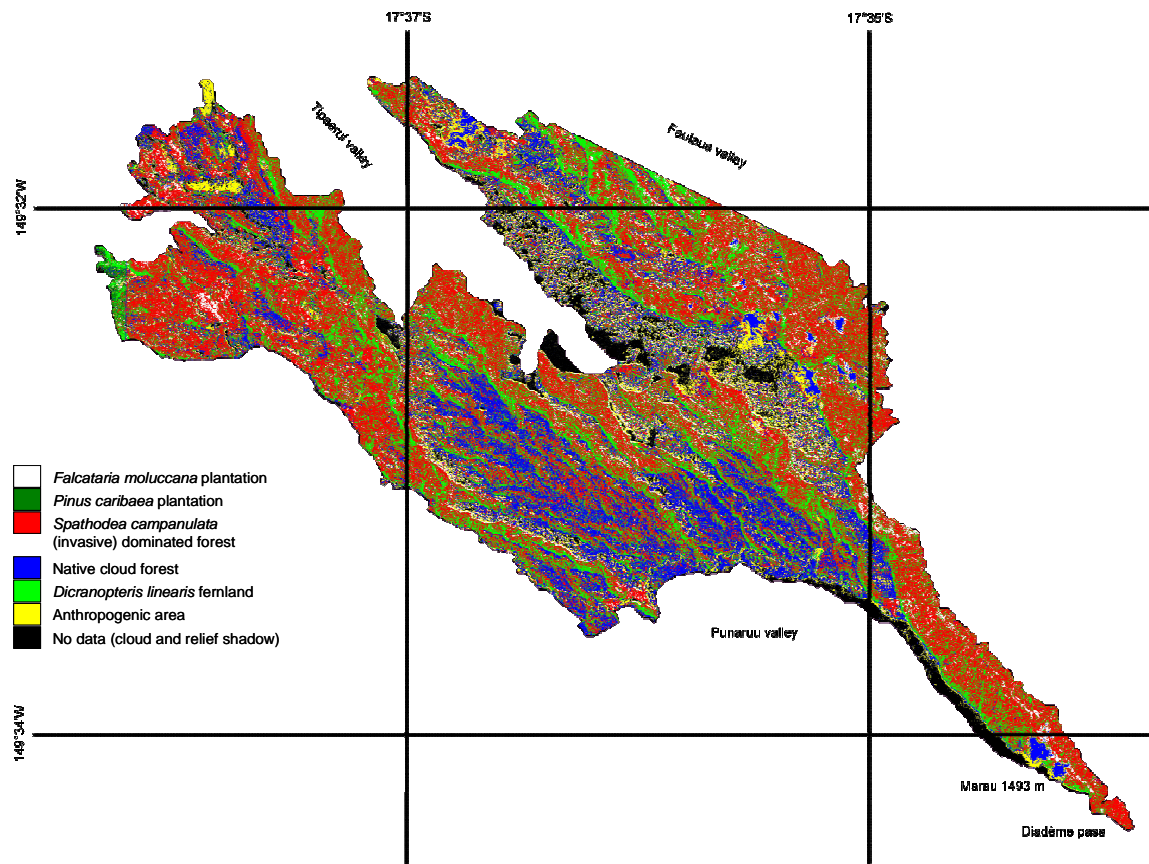 17°37'S
17°35'S
Tipaerui valley
Fautaua valley
149°32'W
Falcataria moluccana plantation
Pinus caribaea plantation
Spathodea campanulata
(invasive) dominated forest
Native cloud forest
Dicranopteris linearis fernland
Anthropogenic area
No data (cloud and relief shadow)
Punaruu valley
149°34'W
Marau 1493 m
Diadème pass